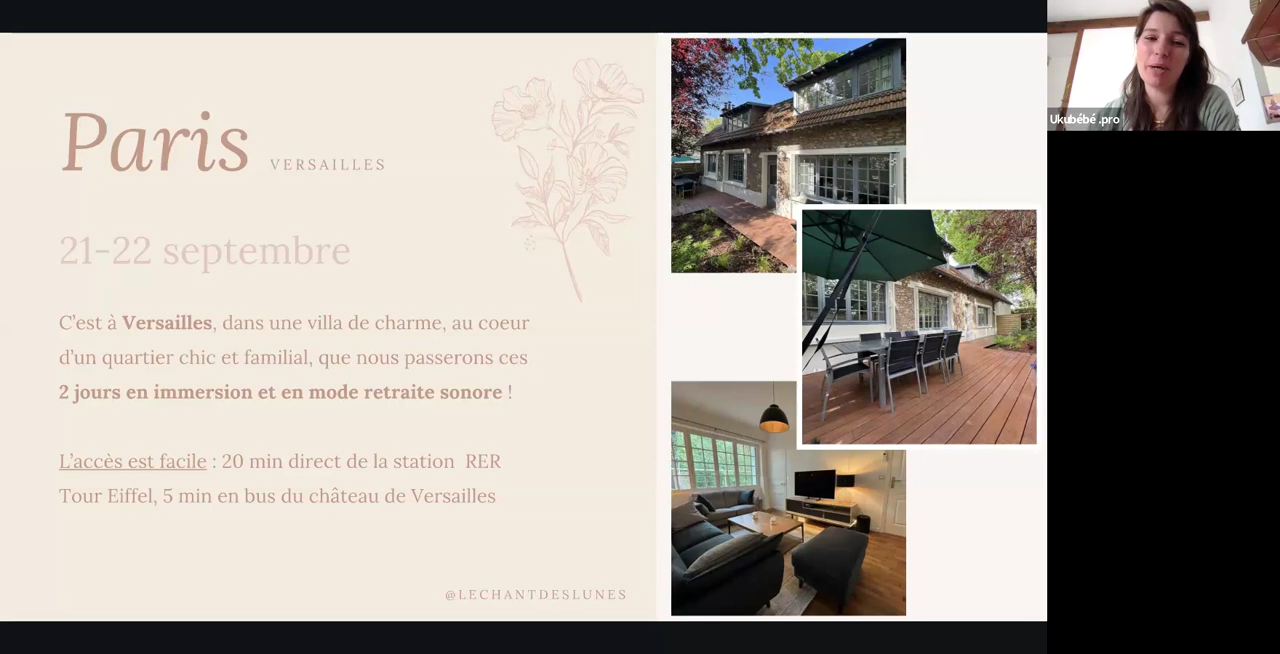 Paris VERSAILLES
21-22 septembre
C'est à Versailles, dans une villa de charme, au coeur
d'un quartier chic et familial, que nous passerons ces
2 jours en immersion et en mode retraite sonore !
L'accès est facile : 20 min direct de la station RER
Tour Eiffel, 5 min en bus du château de Versailles
@LECHANTDESLUNES
Ukubébé .pro